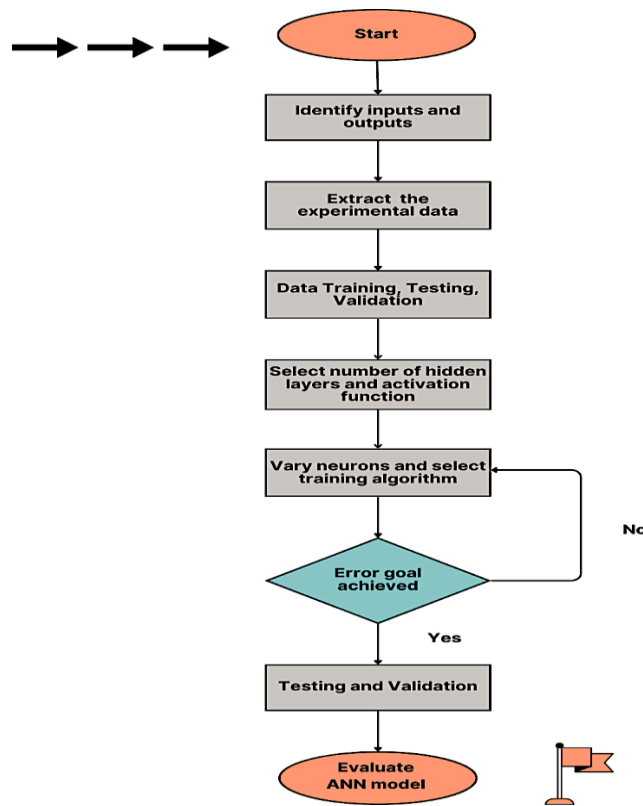 Start
Identify inputs and
outputs
Extract the
experimental data
Data Training, Testing,
Validation
Select number of hidden
layers and activation
function
Vary neurons and select
training algorithm
No
Error goal
achieved
Yes
Testing and Validation
Evaluate
ANN model